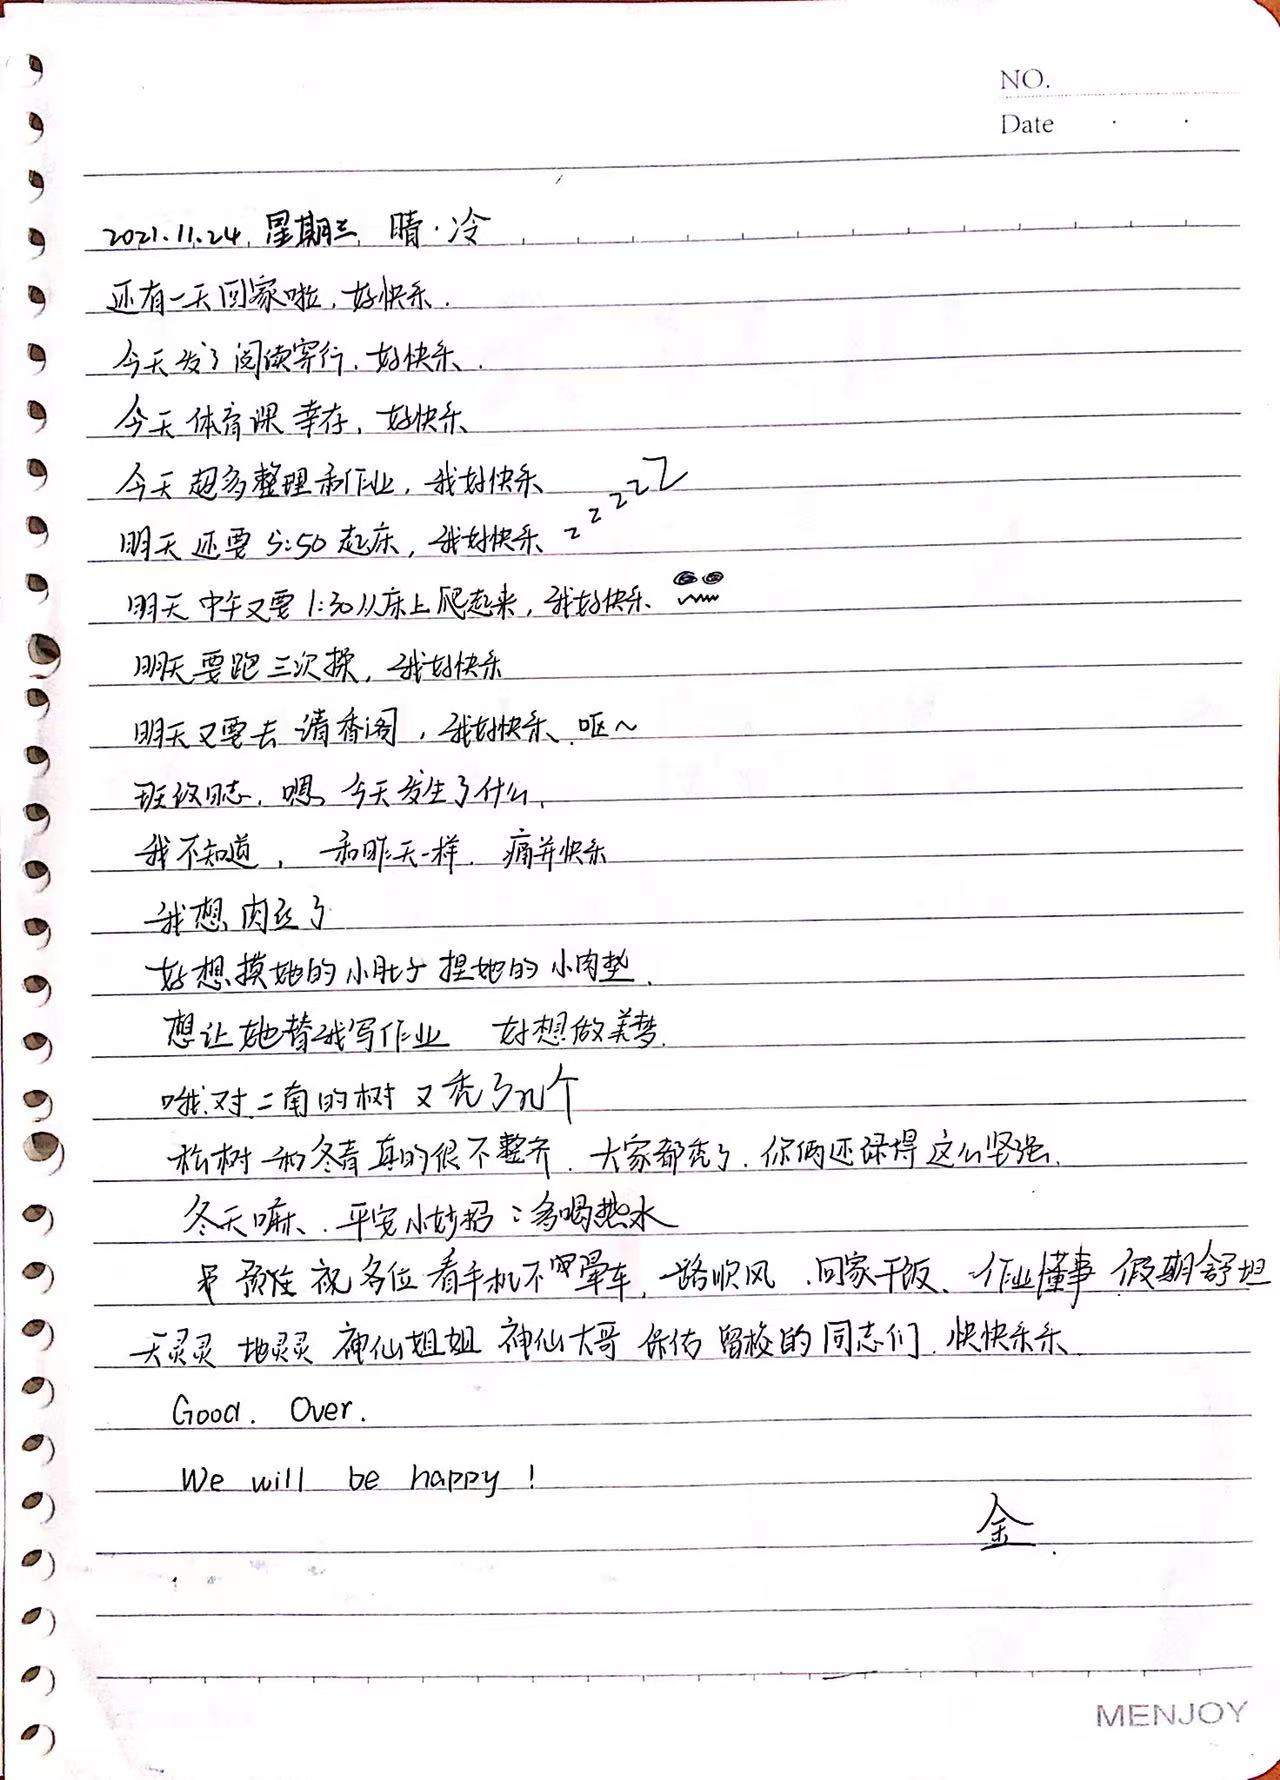 NO.
Date
2021.11.24. 星期三 晴·冷
还有一天回家啦，好快乐.
今天发了阅读穿行，好快乐.
今天体育课幸存，好快乐
今天超多整理和作业，我好快乐
明天还要5:50起床，我好快乐 zzzzZ
明天中午又要1:30从床上爬起来，我好快乐
明天要跑三次操，我好快乐
明天又要去清香阁，我好快乐.呕~
班级日志，嗯，今天发生了什么，
我不知道，和昨天一样，痛并快乐
我想肉丝了
好想摸她的小肚子捏她的小肉垫.
想让她替我写作业 好想做美梦.
哦,对,二南的树又秃了几个
松树和冬青真的很不整齐.大家都秃了.你俩还绿得这么坚强.
冬天嘛、平安小妙招：多喝热水
预祝各位看手机不晕车，一路顺风，回家干饭、作业懂事 假期舒坦
天灵灵 地灵灵 神仙姐姐 神仙大哥 保佑 留校的同志们.快快乐乐
Good. Over.
We will be happy!
金.
MENJOY